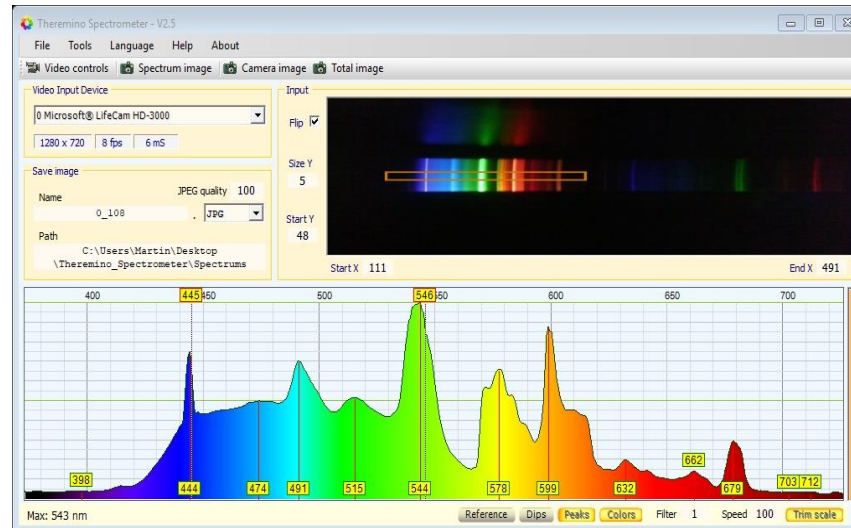 Theremino Spectrometer - V2.5
File Tools Language Help About
Video controls Spectrum image Camera image Total image
Video Input Device
0 Microsoft® LifeCam HD-3000
1280 x 720 8 fps 6 mS
Save image
Name JPEG quality 100
0_108 . JPG
Path
C:\Users\Martin\Desktop
\Theremino_Spectrometer\Spectrums
Input
Flip
Size Y
5
Start Y
48
Start X 111 End X 491
400 445 450 500 546 550 600 650 700
662
398 444 474 491 515 544 578 599 632 679 703 712
Max: 543 nm Reference Dips Peaks Colors Filter 1 Speed 100 Trim scale